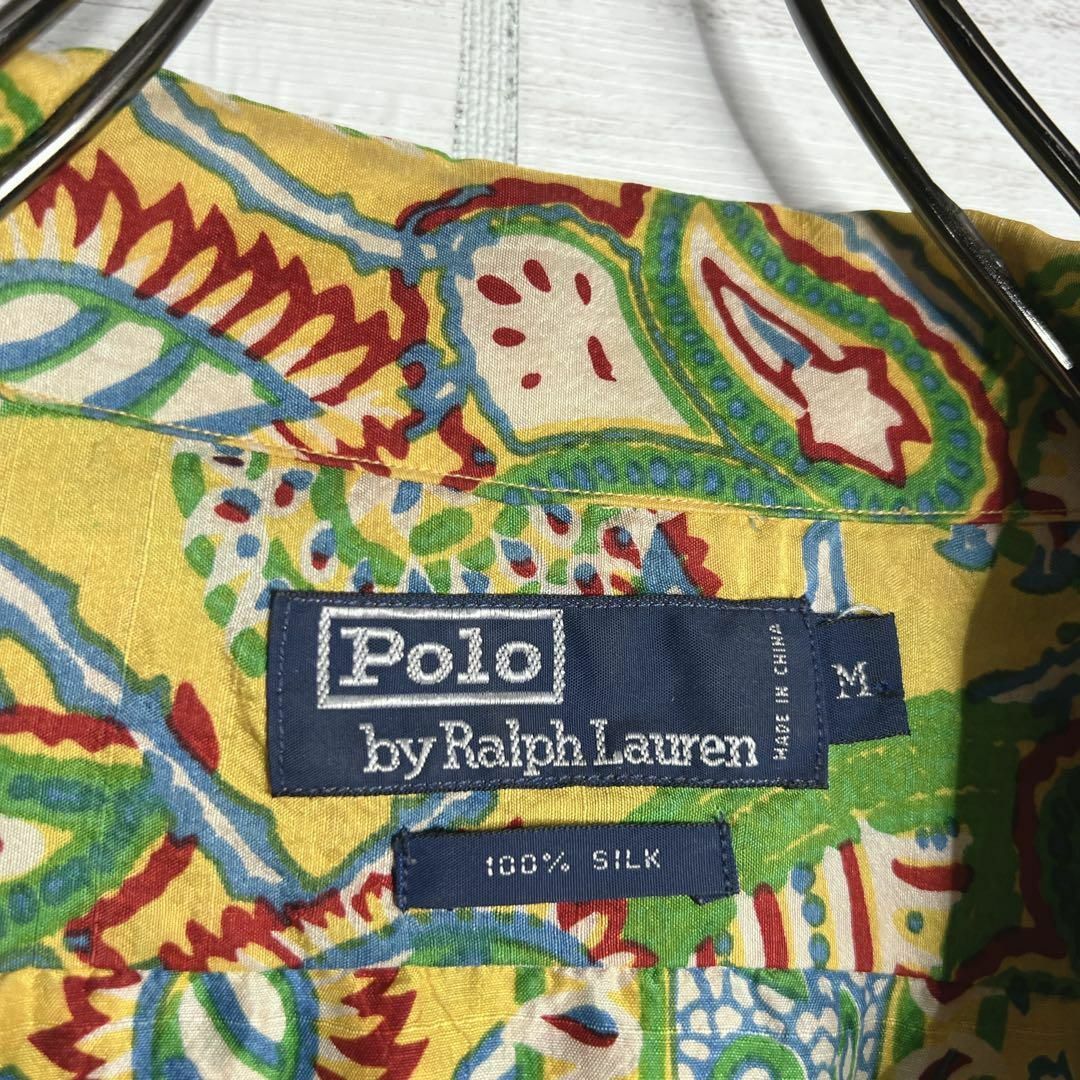 Polo
by Ralph Lauren
MADE IN CHINA
M
100% SILK